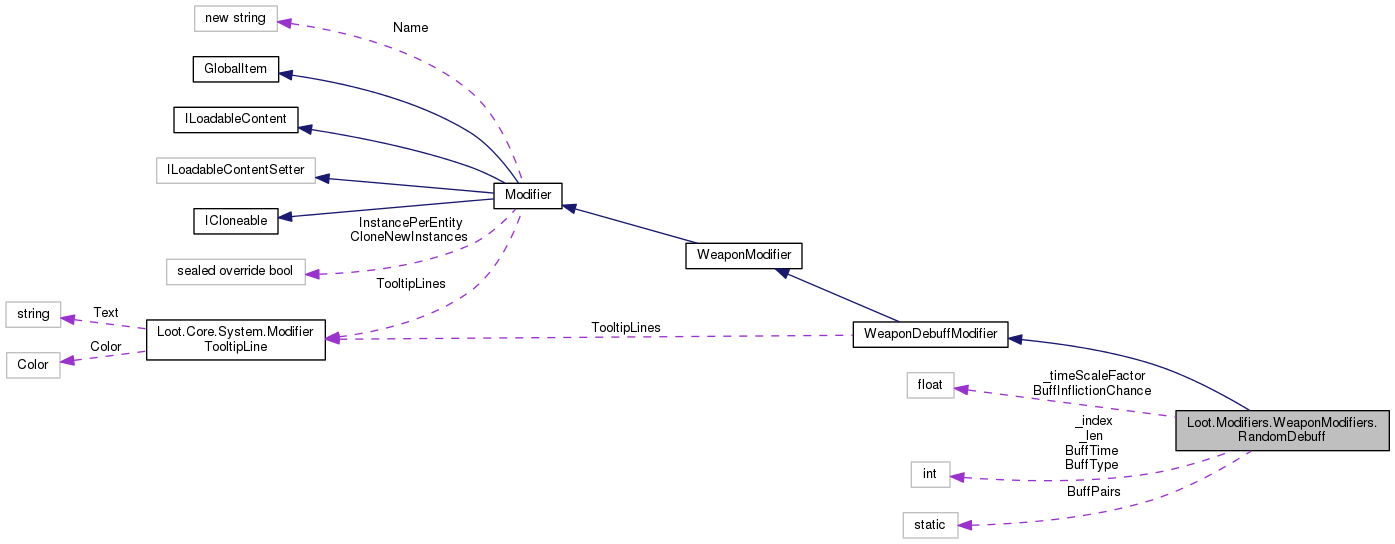 new string
Name
GlobalItem
ILoadableContent
ILoadableContentSetter
Modifier
ICloneable
InstancePerEntity
CloneNewInstances
WeaponModifier
sealed override bool
TooltipLines
string
Text
Loot.Core.System.Modifier
TooltipLine
TooltipLines
WeaponDebuffModifier
Color
Color
float
_timeScaleFactor
BuffInflictionChance
Loot.Modifiers.WeaponModifiers.
RandomDebuff
_index
_len
BuffTime
BuffType
int
BuffPairs
static